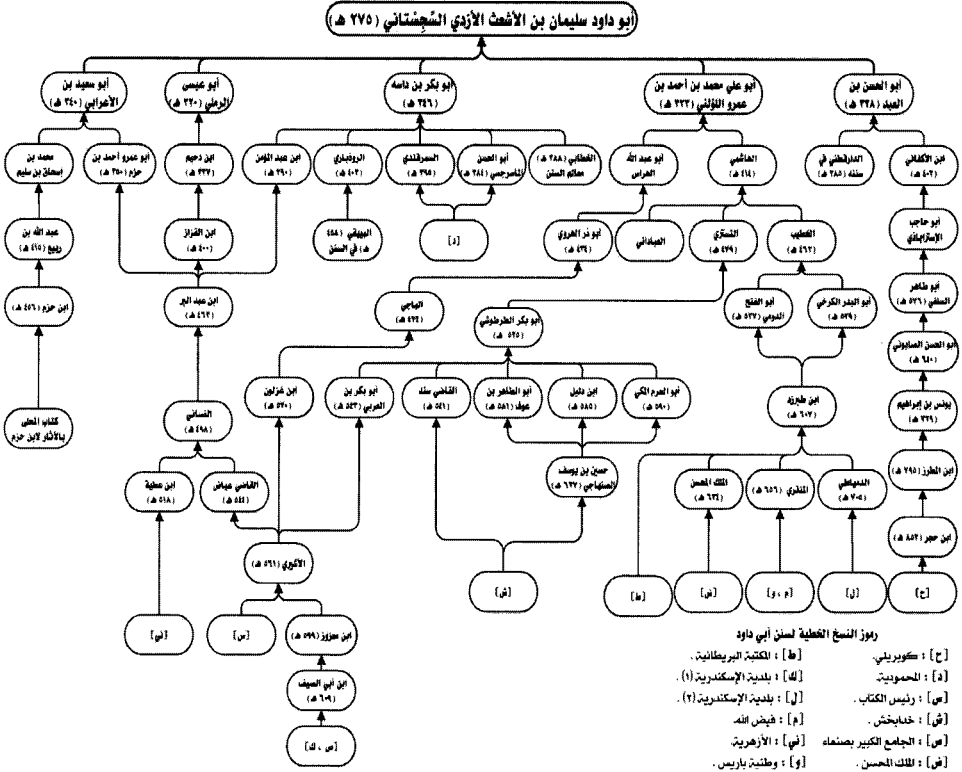 أبو داود سليمان بن الأشعث الأزدي السِّجِسْتاني (٢٧٥ هـ)
أبو الحسن بن
العبد (٣٢٨ هـ)
أبو علي محمد بن أحمد بن
عمرو اللؤلئي (٣٣٣ هـ)
أبو بكر بن داسه
(٣٤٦ هـ)
أبو عيسى
الرملي (٣٢٠ هـ)
أبو سعيد بن
الأعرابي (٣٤٠ هـ)
ابن الأكفاني
(٤٠٢ هـ)
الدارقطني في
سننه (٣٨٥ هـ)
الهاشمي
(٤١٤ هـ)
أبو عبد الله
الهراس
الخطابي (٣٨٨ هـ)
معالم السنن
أبو الحسن
الماسرجسي (٣٨٤ هـ)
السمرقندي
(٣٩٥ هـ)
الروذباري
(٤٠٣ هـ)
ابن عبد المؤمن
(٣٩٠ هـ)
ابن دحيم
(٣٣٧ هـ)
أبو عمرو أحمد بن
حزم (٣٥٠ هـ)
محمد بن
إسحاق بن سليم
أبو حاجب
الإستراباذي
الخطيب
(٤٦٣ هـ)
التستري
(٤٧٩ هـ)
العباداني
أبو ذر الهروي
(٤٣٤ هـ)
[د]
البيهقي (٤٥٨
هـ) في السنن
ابن القزاز
(٤٠٠ هـ)
عبد الله بن
ربيع (٤١٥ هـ)
أبو طاهر
السلفي (٥٧٦ هـ)
أبو البدر الكرخي
(٥٣٩ هـ)
أبو الفتح
الدومي (٥٣٧ هـ)
أبو بكر الطرطوشي
(٥٢٥ هـ)
الباجي
(٤٧٤ هـ)
ابن عبد البر
(٤٦٣ هـ)
ابن حزم (٤٥٦ هـ)
أبو الحسن الصابوني
(٦٤٠ هـ)
يونس بن إبراهيم
(٧٢٩ هـ)
ابن طبرزد
(٦٠٧ هـ)
أبو الحرم المكي
(٥٩٠ هـ)
ابن دليل
(٥٨٥ هـ)
أبو الطاهر بن
عوف (٥٨١ هـ)
القاضي سند
(٥٤١ هـ)
أبو بكر بن
العربي (٥٤٣ هـ)
ابن غزلون
(٥٢٠ هـ)
الغساني
(٤٩٨ هـ)
كتاب المحلى
بالآثار لابن حزم
ابن المطرز (٧٩٥ هـ)
الدمياطي
(٧٠٥ هـ)
المنذري (٦٥٦ هـ)
الملك المحسن
(٦٣٤ هـ)
حسين بن يوسف
الصنهاجي (٦٣٧ هـ)
القاضي عياض
(٥٤٤ هـ)
ابن عطية
(٥١٨ هـ)
ابن حجر (٨٥٢ هـ)
الأشيري (٥٦١ هـ)
[ح]
[ل]
[م ، و]
[ض]
[ظ]
[ش]
ابن عزوز (٥٩٩ هـ)
[س]
[ني]
ابن أبي الصيف
(٦٠٩ هـ)
[ص ، ك]
رموز النسخ الخطية لسنن أبي داود
[ح] : كوبريلي.
[ظ] : المكتبة البريطانية .
[د] : المحمودية.
[ك] : بلدية الإسكندرية (١) .
[س] : رئيس الكتاب .
[ل] : بلدية الإسكندرية (٢) .
[ش] : خدابخش .
[م] : فيض الله.
[ص] : الجامع الكبير بصنعاء
[ني] : الأزهرية.
[ض] : الملك المحسن .
[و] : وطنية باريس .